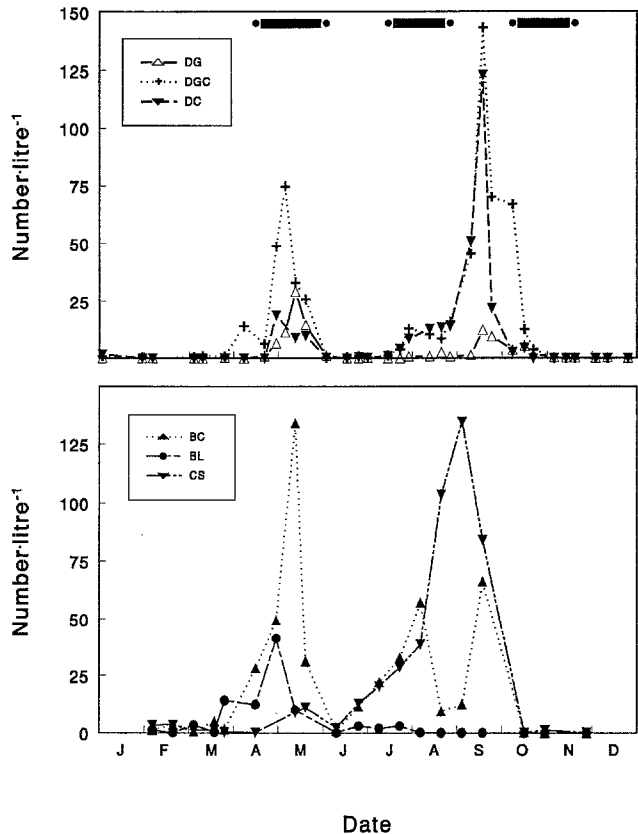 150
125
100
75
50
25
Number·litre⁻¹
DG
DGC
DC
125
100
75
50
25
0
Number·litre⁻¹
BC
BL
CS
J F M A M J J A S O N D
Date